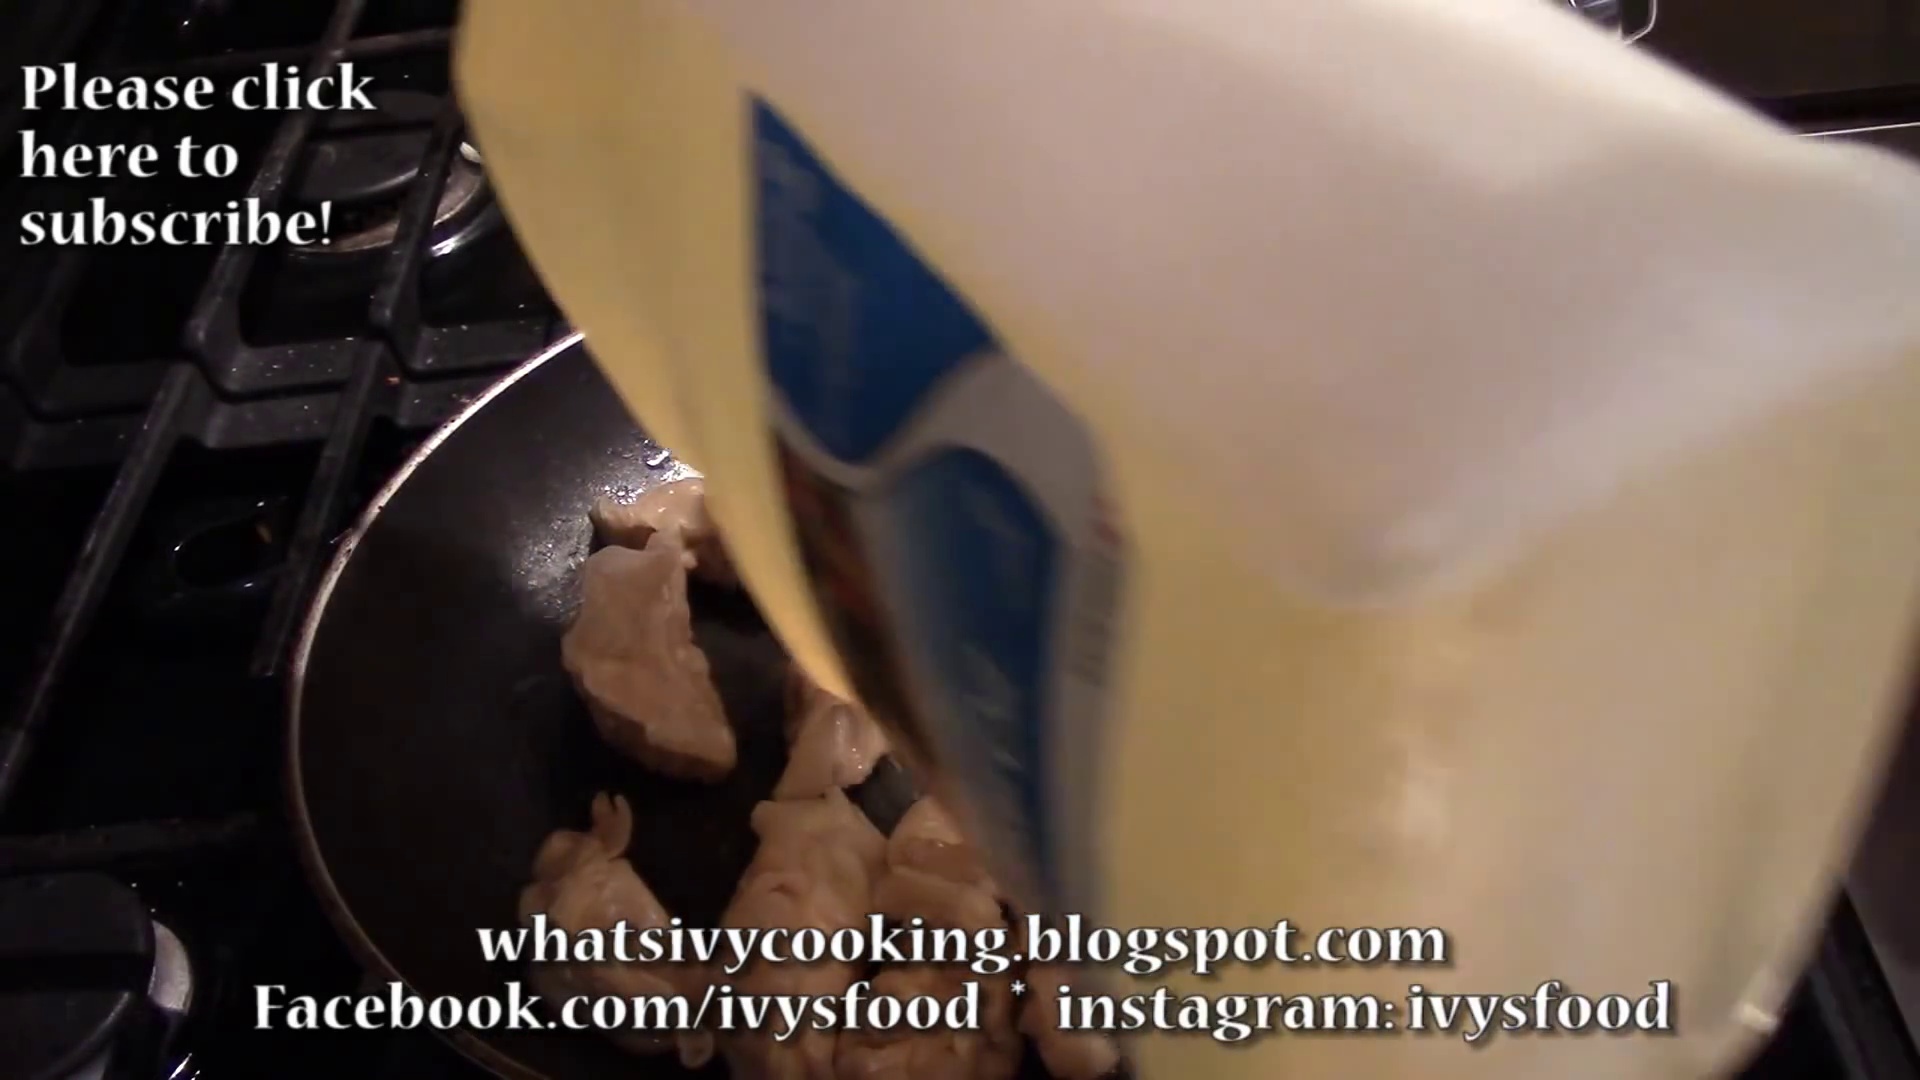 Please click
here to
subscribe!
whatsivycooking.blogspot.com
Facebook.com/ivysfood * instagram: ivysfood